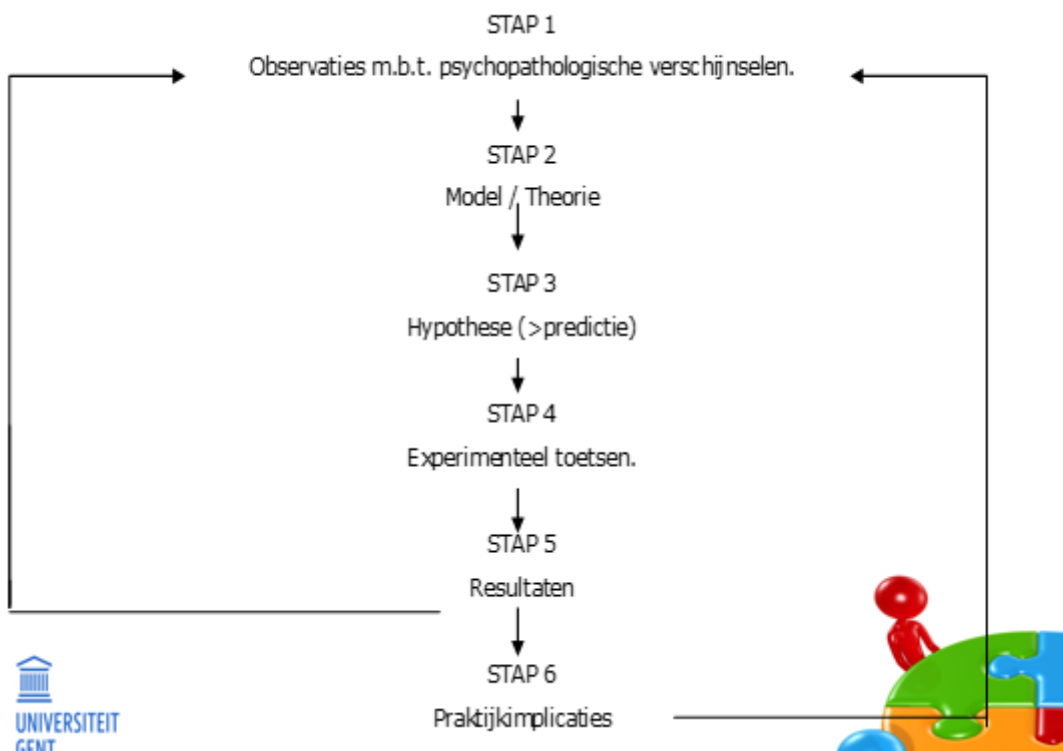 STAP 1
Observaties m.b.t. psychopathologische verschijnselen.
STAP 2
Model / Theorie
STAP 3
Hypothese (>predictie)
STAP 4
Experimenteel toetsen.
STAP 5
Resultaten
STAP 6
Praktijkimplicaties
UNIVERSITEIT
GENT